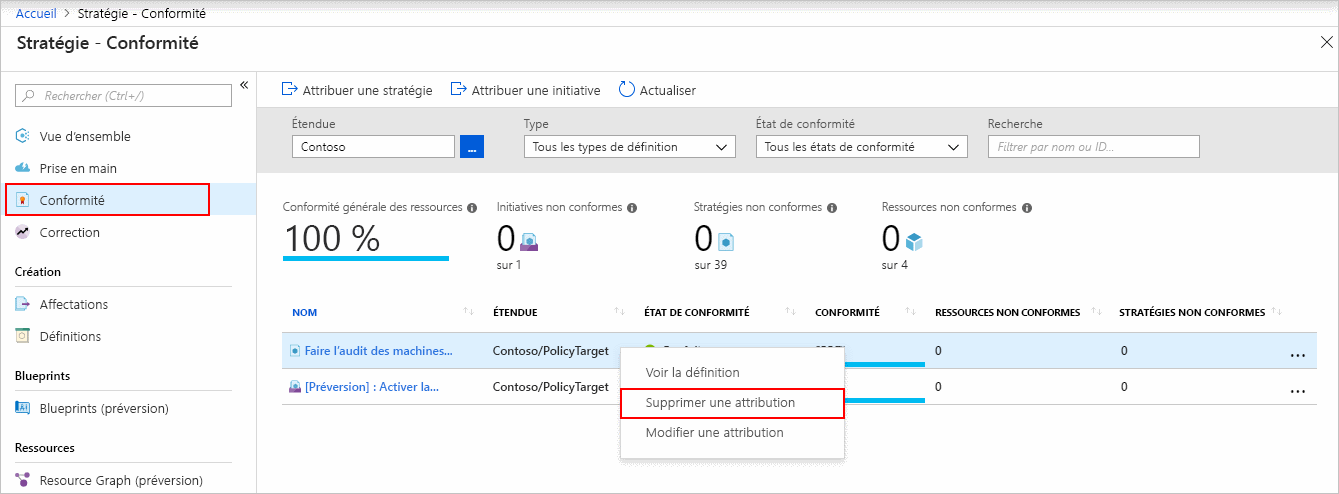 Accueil > Stratégie - Conformité
Stratégie - Conformité
Rechercher (Ctrl+/)
Vue d'ensemble
Prise en main
Conformité
Correction
Création
Affectations
Définitions
Blueprints
Blueprints (préversion)
Ressources
Resource Graph (préversion)
Attribuer une stratégie Attribuer une initiative Actualiser
Étendue Type État de conformité Recherche
Contoso ... Tous les types de définition Tous les états de conformité Filtrer par nom ou ID...
Conformité générale des ressources Initiatives non conformes Stratégies non conformes Ressources non conformes
100 % 0 0 0
sur 1 sur 39 sur 4
NOM ÉTENDUE ÉTAT DE CONFORMITÉ CONFORMITÉ RESSOURCES NON CONFORMES STRATÉGIES NON CONFORMES
Faire l'audit des machines... Contoso/PolicyTarget 0 0 ...
[Préversion] : Activer la... Contoso/PolicyTarget 0 0 ...
Voir la définition
Supprimer une attribution
Modifier une attribution